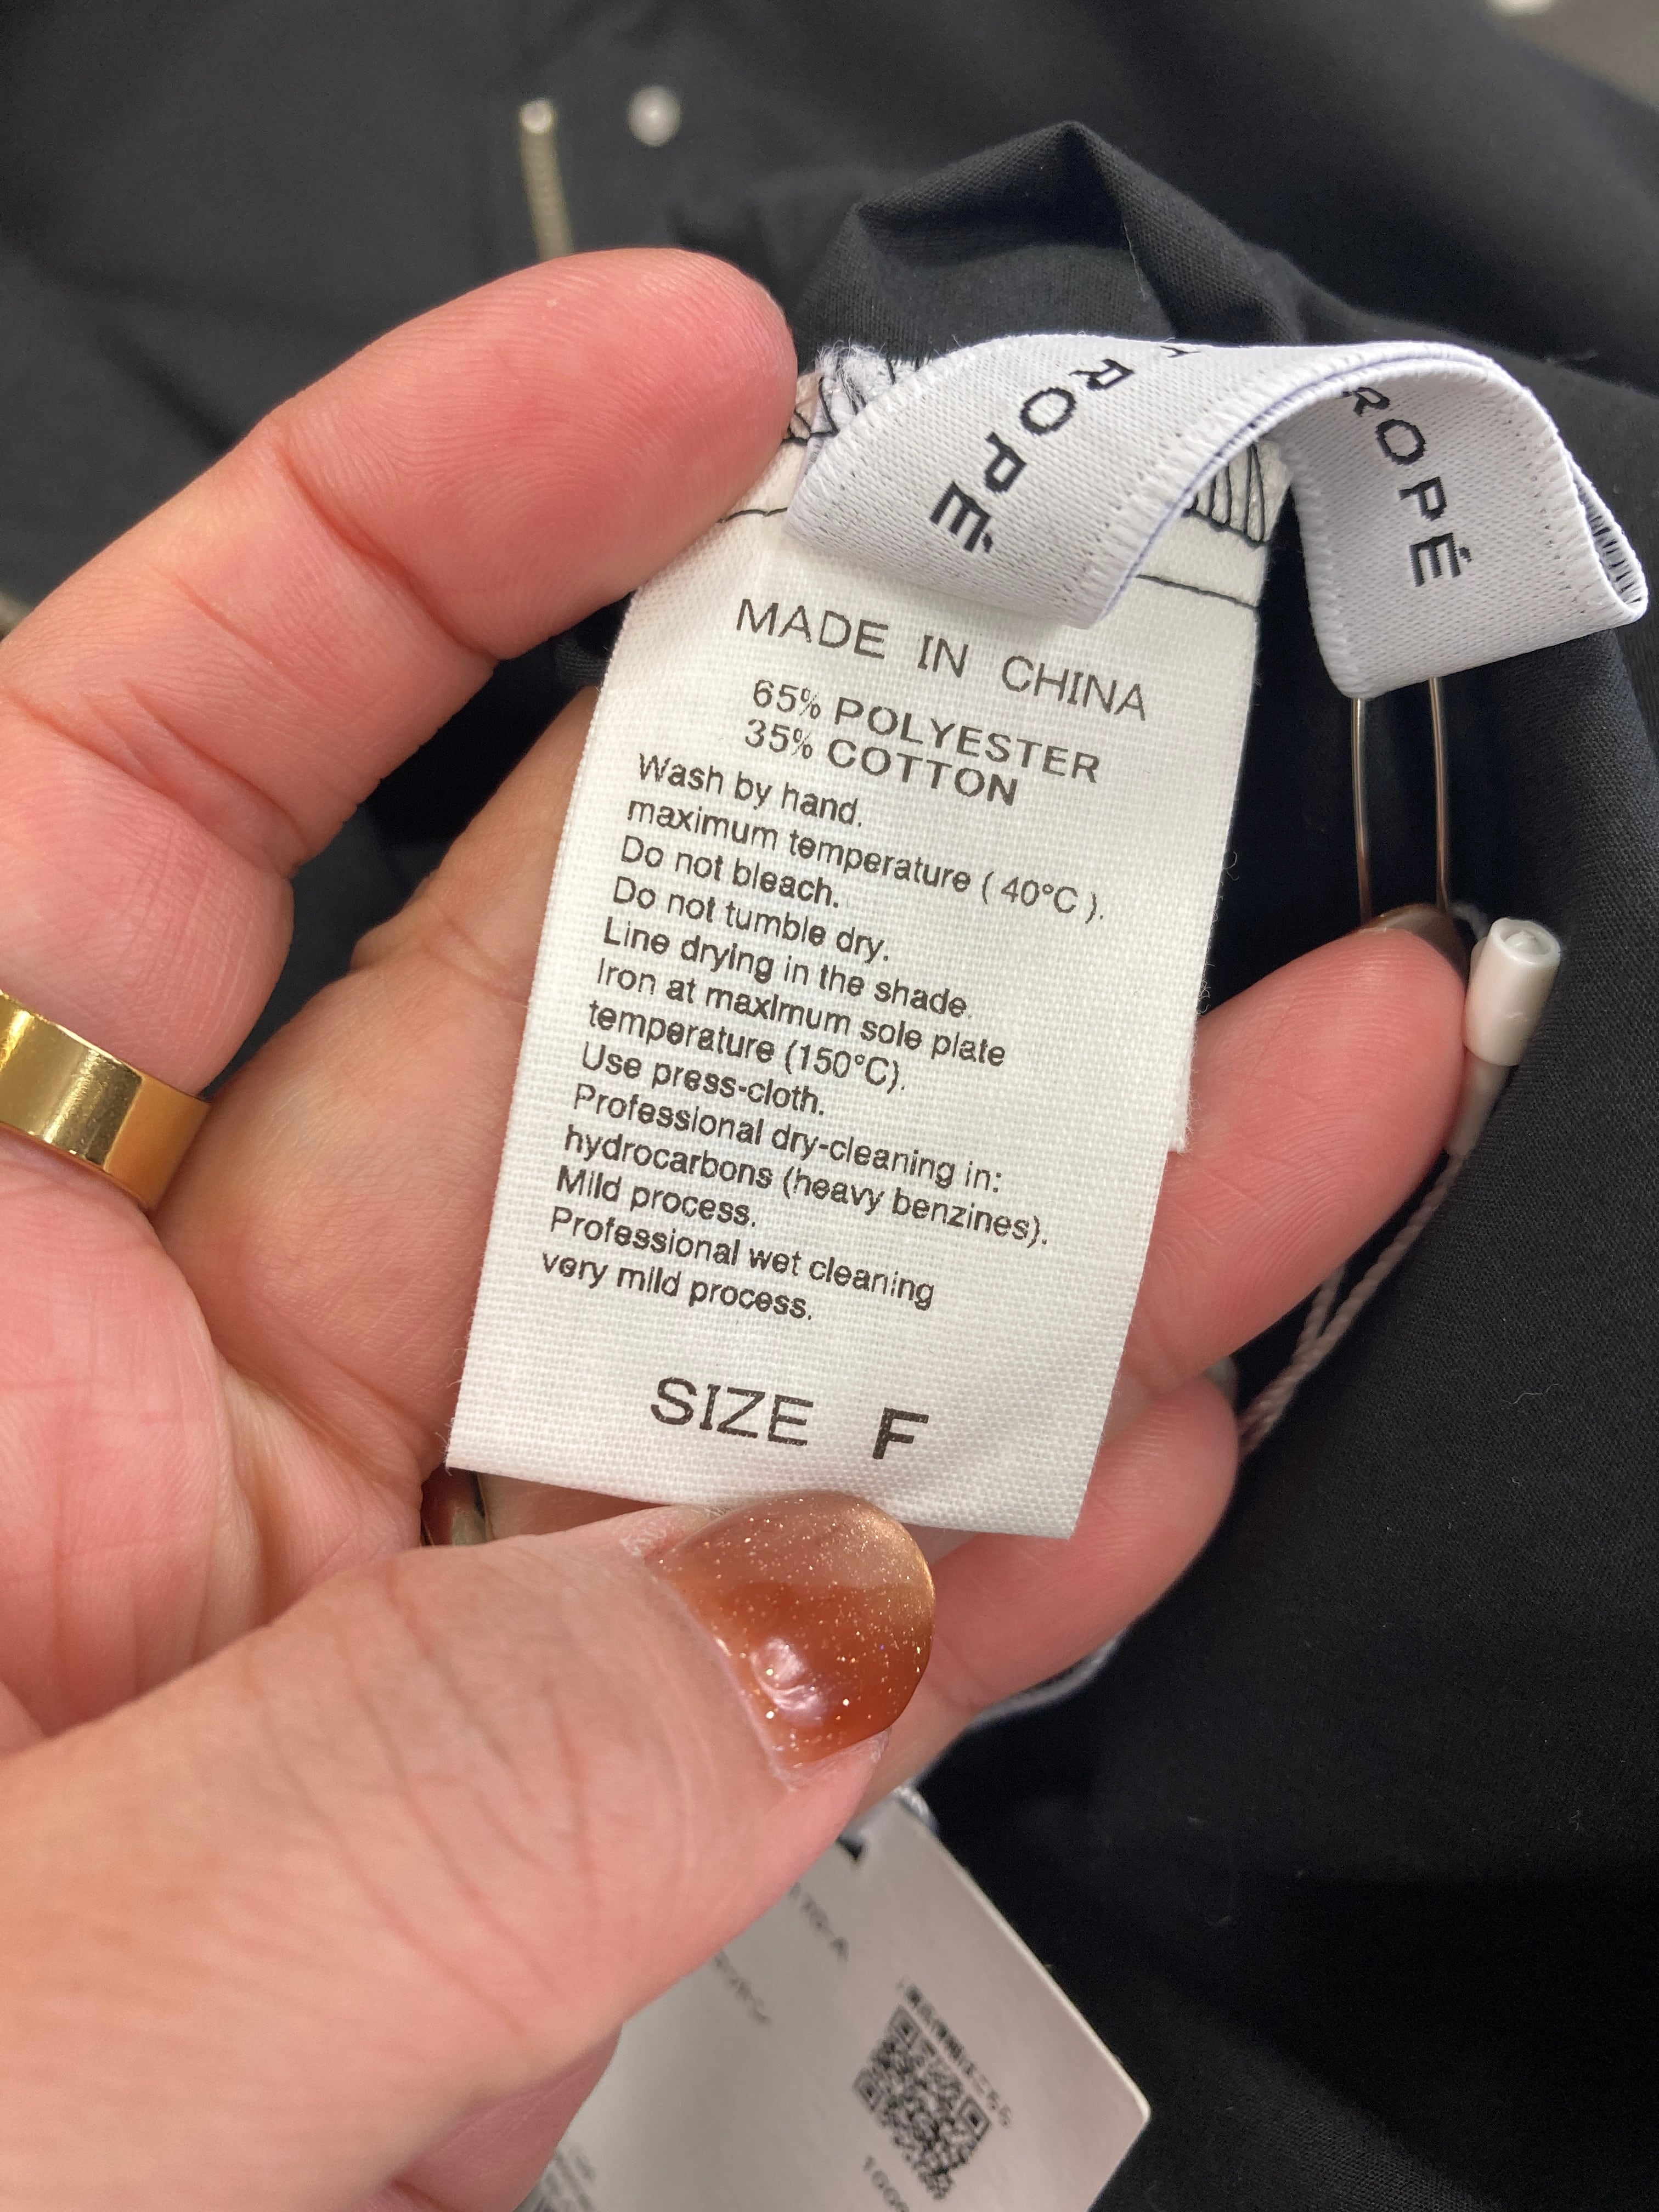 ROPÉ
ROPÉ
MADE IN CHINA
65% POLYESTER
35% COTTON
Wash by hand.
maximum temperature ( 40°C ).
Do not bleach.
Do not tumble dry.
Line drying in the shade.
Iron at maxImum sole plate
temperature (150°C).
Use press-cloth.
Professional dry-cleaning in:
hydrocarbons (heavy benzines).
Mild process.
Professional wet cleaning
very mild process.
SIZE F